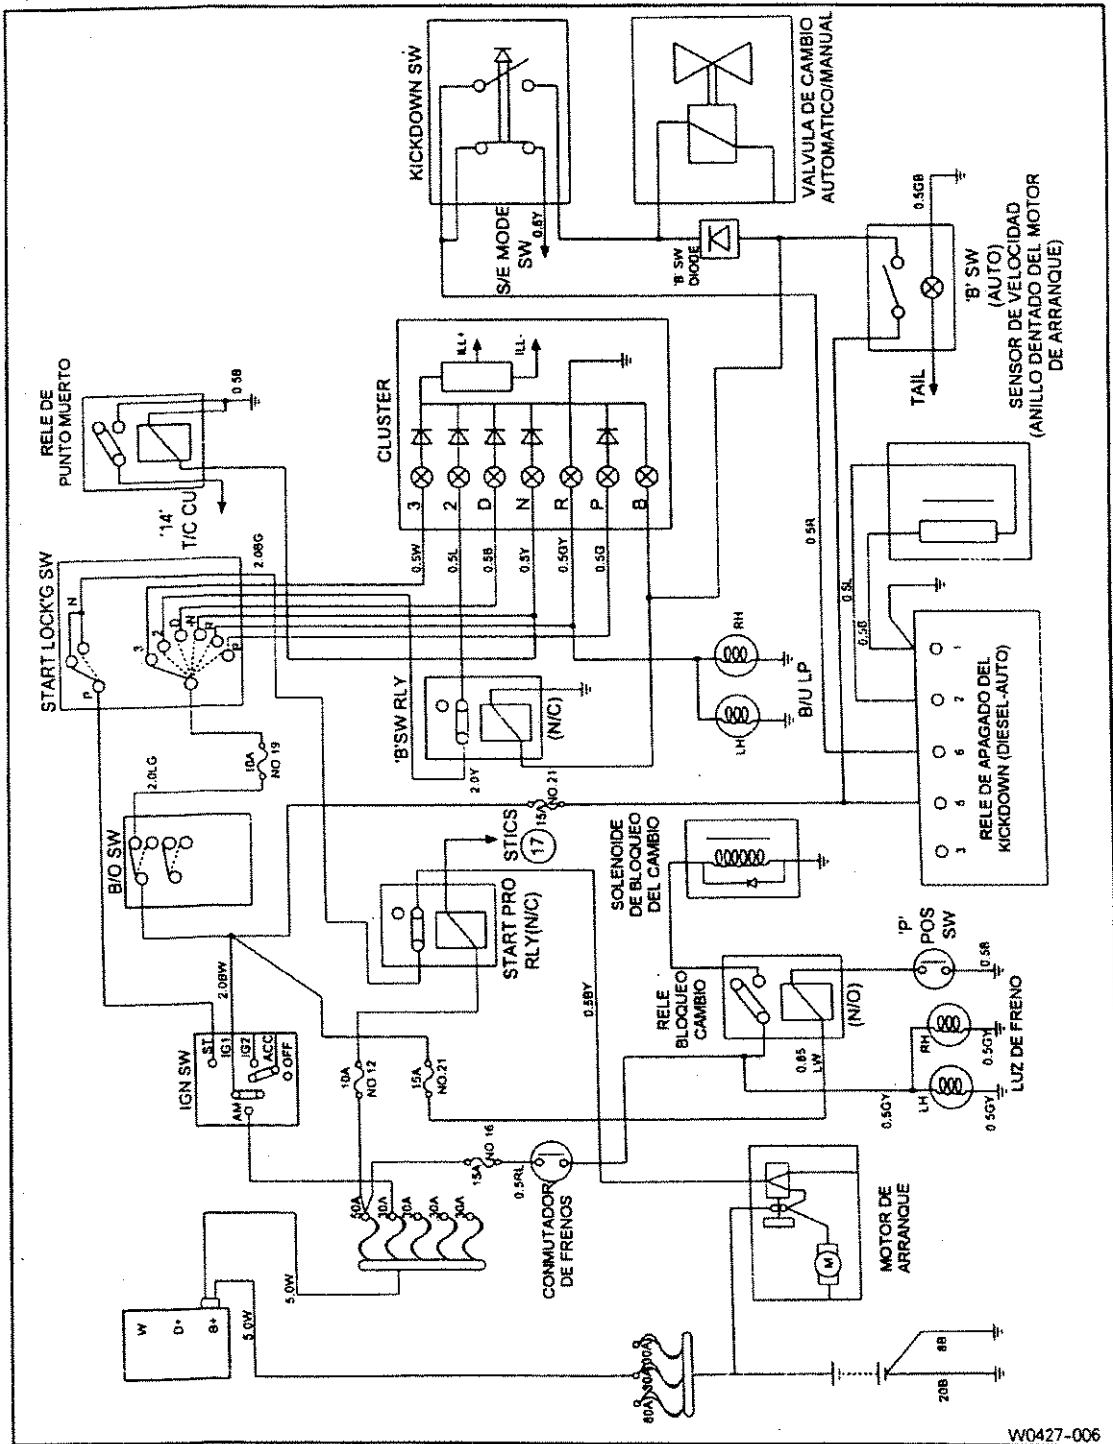 KICKDOWN SW
VALVULA DE CAMBIO
AUTOMATICO/MANUAL
S/E MODE
SW
0.5Y
'B' SW
DIODE
0.5GB
'B' SW
(AUTO)
SENSOR DE VELOCIDAD
(ANILLO DENTADO DEL MOTOR
DE ARRANQUE)
TAIL
RELE DE
PUNTO MUERTO
0.5B
'14'
T/C CU
CLUSTER
ILL+
ILL-
3
2
D
N
R
P
B
0.5W
0.5L
0.5B
0.5Y
0.5GY
0.5G
0.5R
0.5L
0.5B
START LOCK'G SW
N
P
3
2
D
N
R
P
2.0BG
'B'SW RLY
(N/C)
2.0Y
RH
LH
B/U LP
RELE DE APAGADO DEL
KICKDOWN (DIESEL-AUTO)
1
2
6
5
3
B/O SW
2.0LG
10A
NO 19
15A
NO.21
STICS
17
START PRO
RLY(N/C)
SOLENOIDE
DE BLOQUEO
DEL CAMBIO
IGN SW
ST
IG1
IG2
ACC
OFF
AM
2.0BW
10A
NO 12
15A
NO.21
0.5BY
RELE
BLOQUEO
CAMBIO
(N/O)
0.85
LW
'P'
POS
SW
0.5B
RH
LH
0.5GY
0.5GY
0.5GY
LUZ DE FRENO
15A
NO 16
0.5RL
CONMUTADOR
DE FRENOS
50A
30A
30A
30A
30A
W
D+
B+
5.0W
5.0W
MOTOR DE
ARRANQUE
M
80A
8B
20B
W0427-006